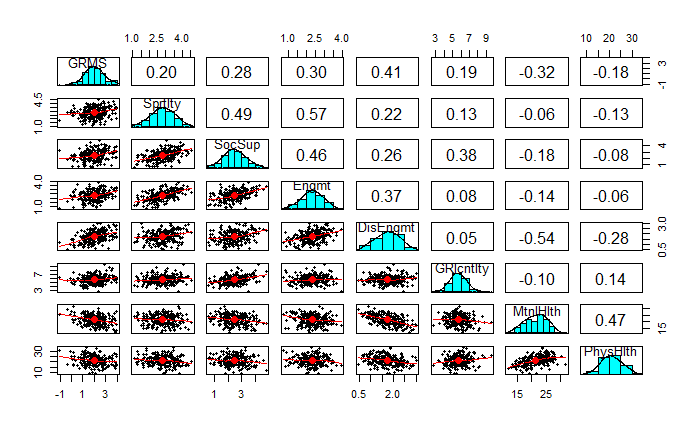 1.0 2.5 4.0 1.0 2.5 4.0 3 5 7 9 10 20 30
GRMS 0.20 0.28 0.30 0.41 0.19 -0.32 -0.18 -1 3
1.0 4.5 Sprtlty 0.49 0.57 0.22 0.13 -0.06 -0.13
SocSup 0.46 0.26 0.38 -0.18 -0.08 1 4
1.0 4.0 Engmt 0.37 0.08 -0.14 -0.06
DisEngmt 0.05 -0.54 -0.28 0.5 3.0
3 7 GRIcntlty -0.10 0.14
MtnlHlth 0.47 15
10 30 PhysHlth
-1 1 3 1 3 0.5 2.0 15 25